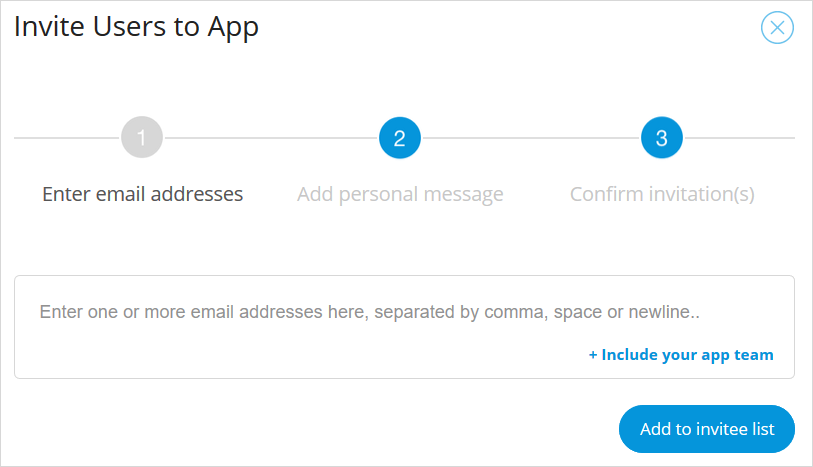 Invite Users to App
1
2
3
Enter email addresses
Add personal message
Confirm invitation(s)
Enter one or more email addresses here, separated by comma, space or newline..
+ Include your app team
Add to invitee list